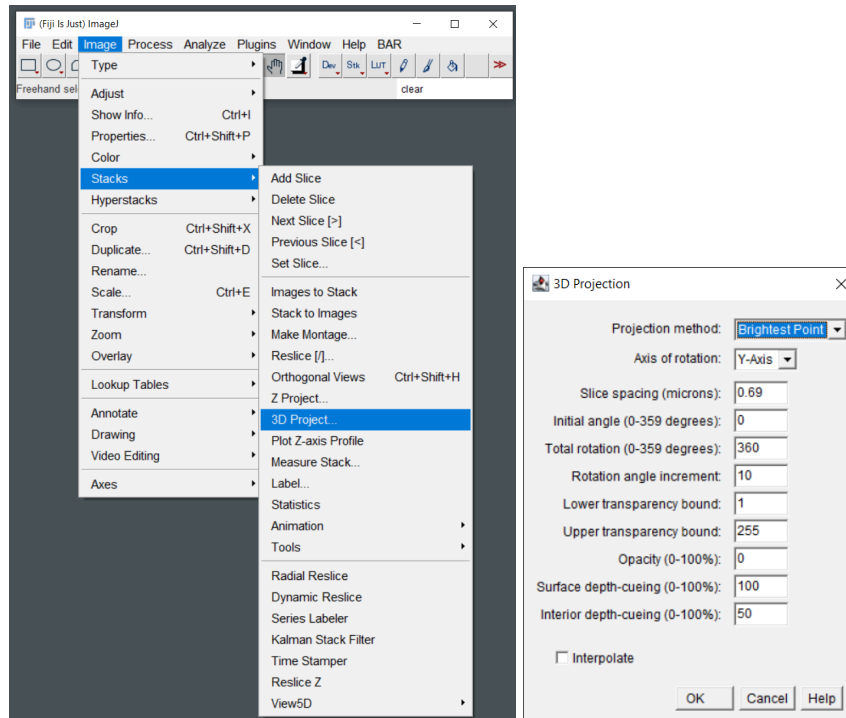 (Fiji Is Just) ImageJ
File Edit Image Process Analyze Plugins Window Help BAR
Dev Stk LUT
Freehand sel
clear
Type
Adjust
Show Info... Ctrl+I
Properties... Ctrl+Shift+P
Color
Stacks
Hyperstacks
Crop Ctrl+Shift+X
Duplicate... Ctrl+Shift+D
Rename...
Scale... Ctrl+E
Transform
Zoom
Overlay
Lookup Tables
Annotate
Drawing
Video Editing
Axes
Add Slice
Delete Slice
Next Slice [>]
Previous Slice [<]
Set Slice...
Images to Stack
Stack to Images
Make Montage...
Reslice [/]...
Orthogonal Views Ctrl+Shift+H
Z Project...
3D Project...
Plot Z-axis Profile
Measure Stack...
Label...
Statistics
Animation
Tools
Radial Reslice
Dynamic Reslice
Series Labeler
Kalman Stack Filter
Time Stamper
Reslice Z
View5D
3D Projection
Projection method: Brightest Point
Axis of rotation: Y-Axis
Slice spacing (microns): 0.69
Initial angle (0-359 degrees): 0
Total rotation (0-359 degrees): 360
Rotation angle increment: 10
Lower transparency bound: 1
Upper transparency bound: 255
Opacity (0-100%): 0
Surface depth-cueing (0-100%): 100
Interior depth-cueing (0-100%): 50
Interpolate
OK Cancel Help